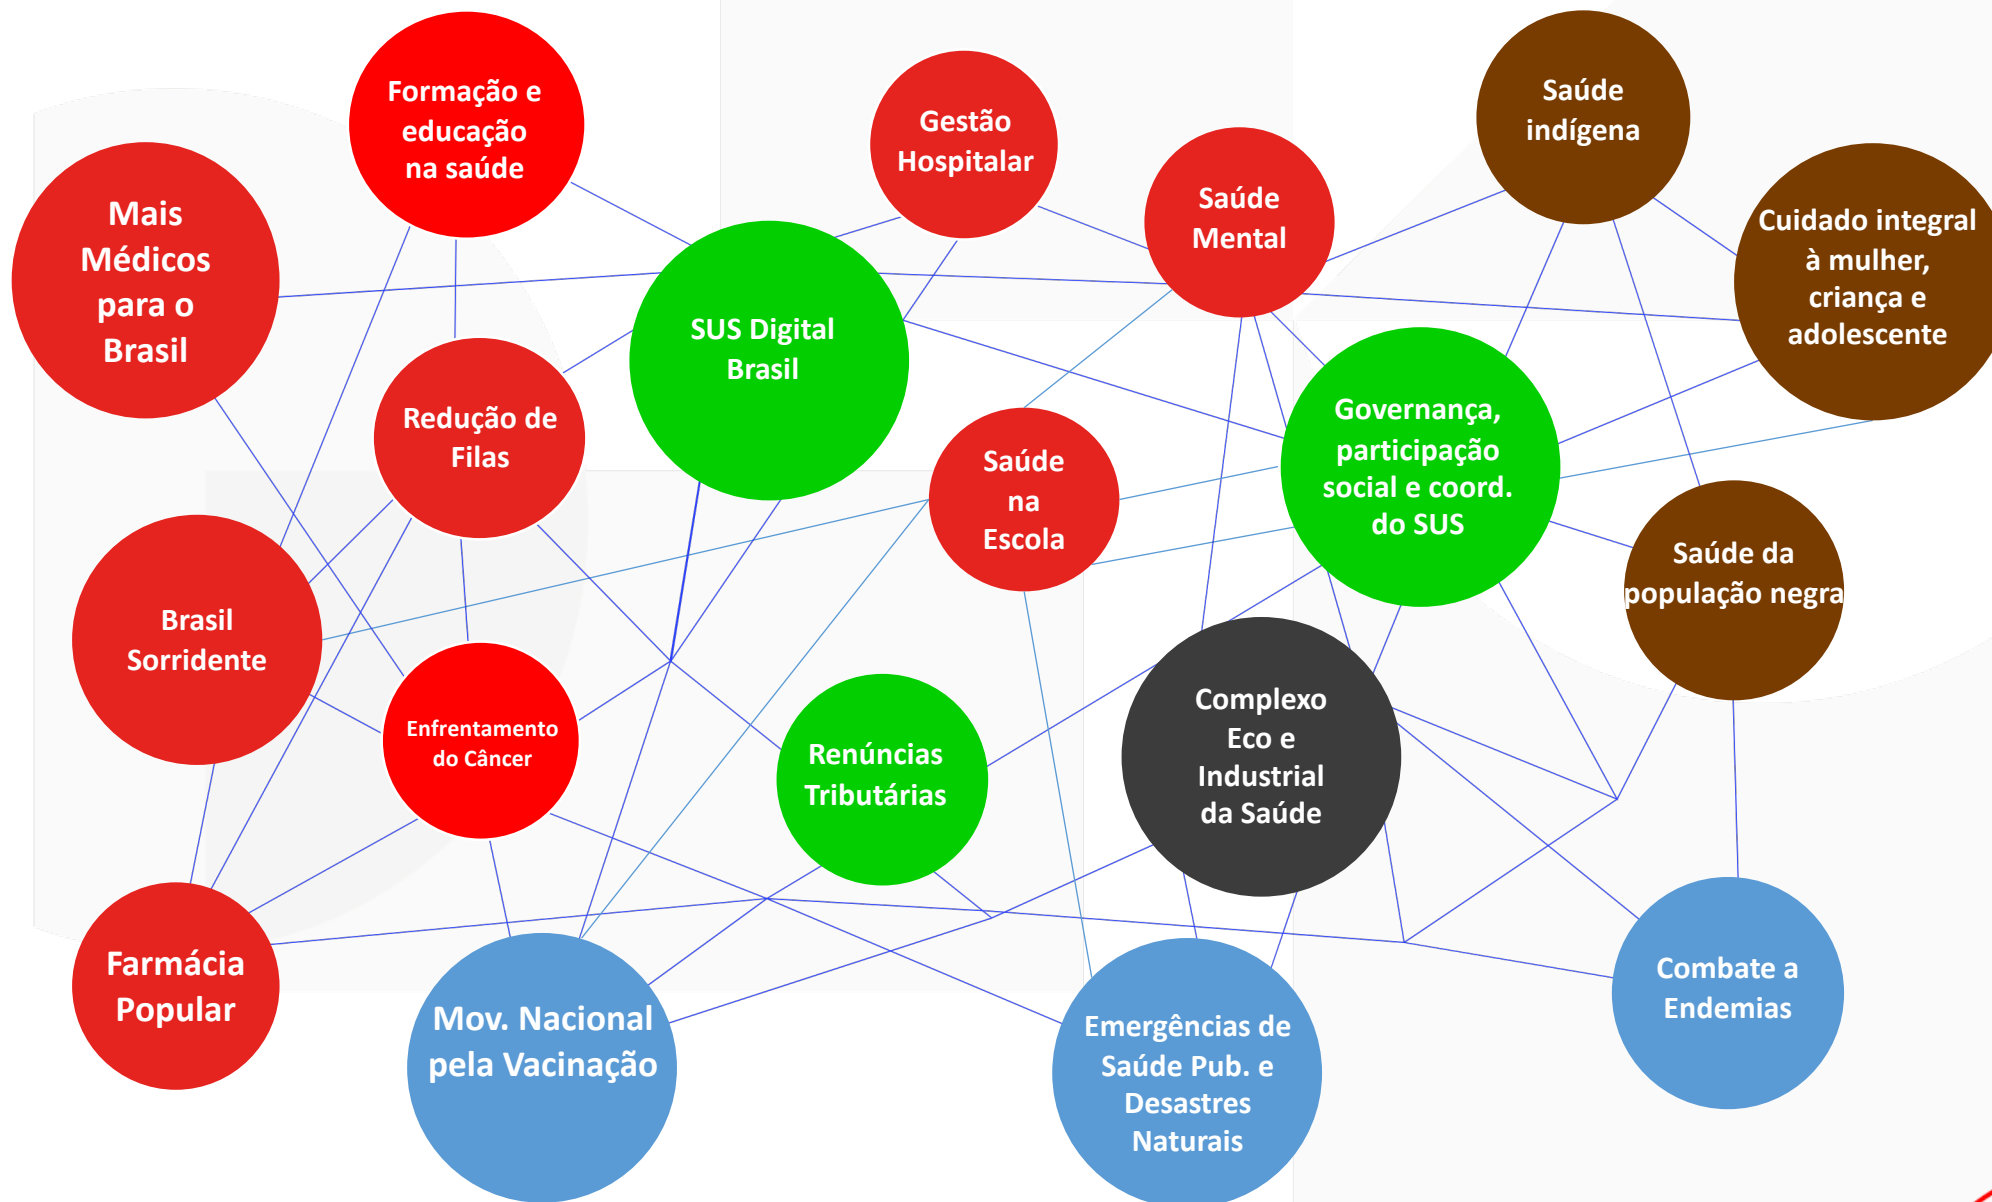 Formação e
educação
na saúde
Gestão
Hospitalar
Saúde
indígena
Mais
Médicos
para o
Brasil
Saúde
Mental
Cuidado integral
à mulher,
criança e
adolescente
SUS Digital
Brasil
Redução de
Filas
Governança,
participação
social e coord.
do SUS
Saúde
na
Escola
Saúde da
população negra
Brasil
Sorridente
Enfrentamento
do Câncer
Renúncias
Tributárias
Complexo
Eco e
Industrial
da Saúde
Farmácia
Popular
Mov. Nacional
pela Vacinação
Emergências de
Saúde Pub. e
Desastres
Naturais
Combate a
Endemias